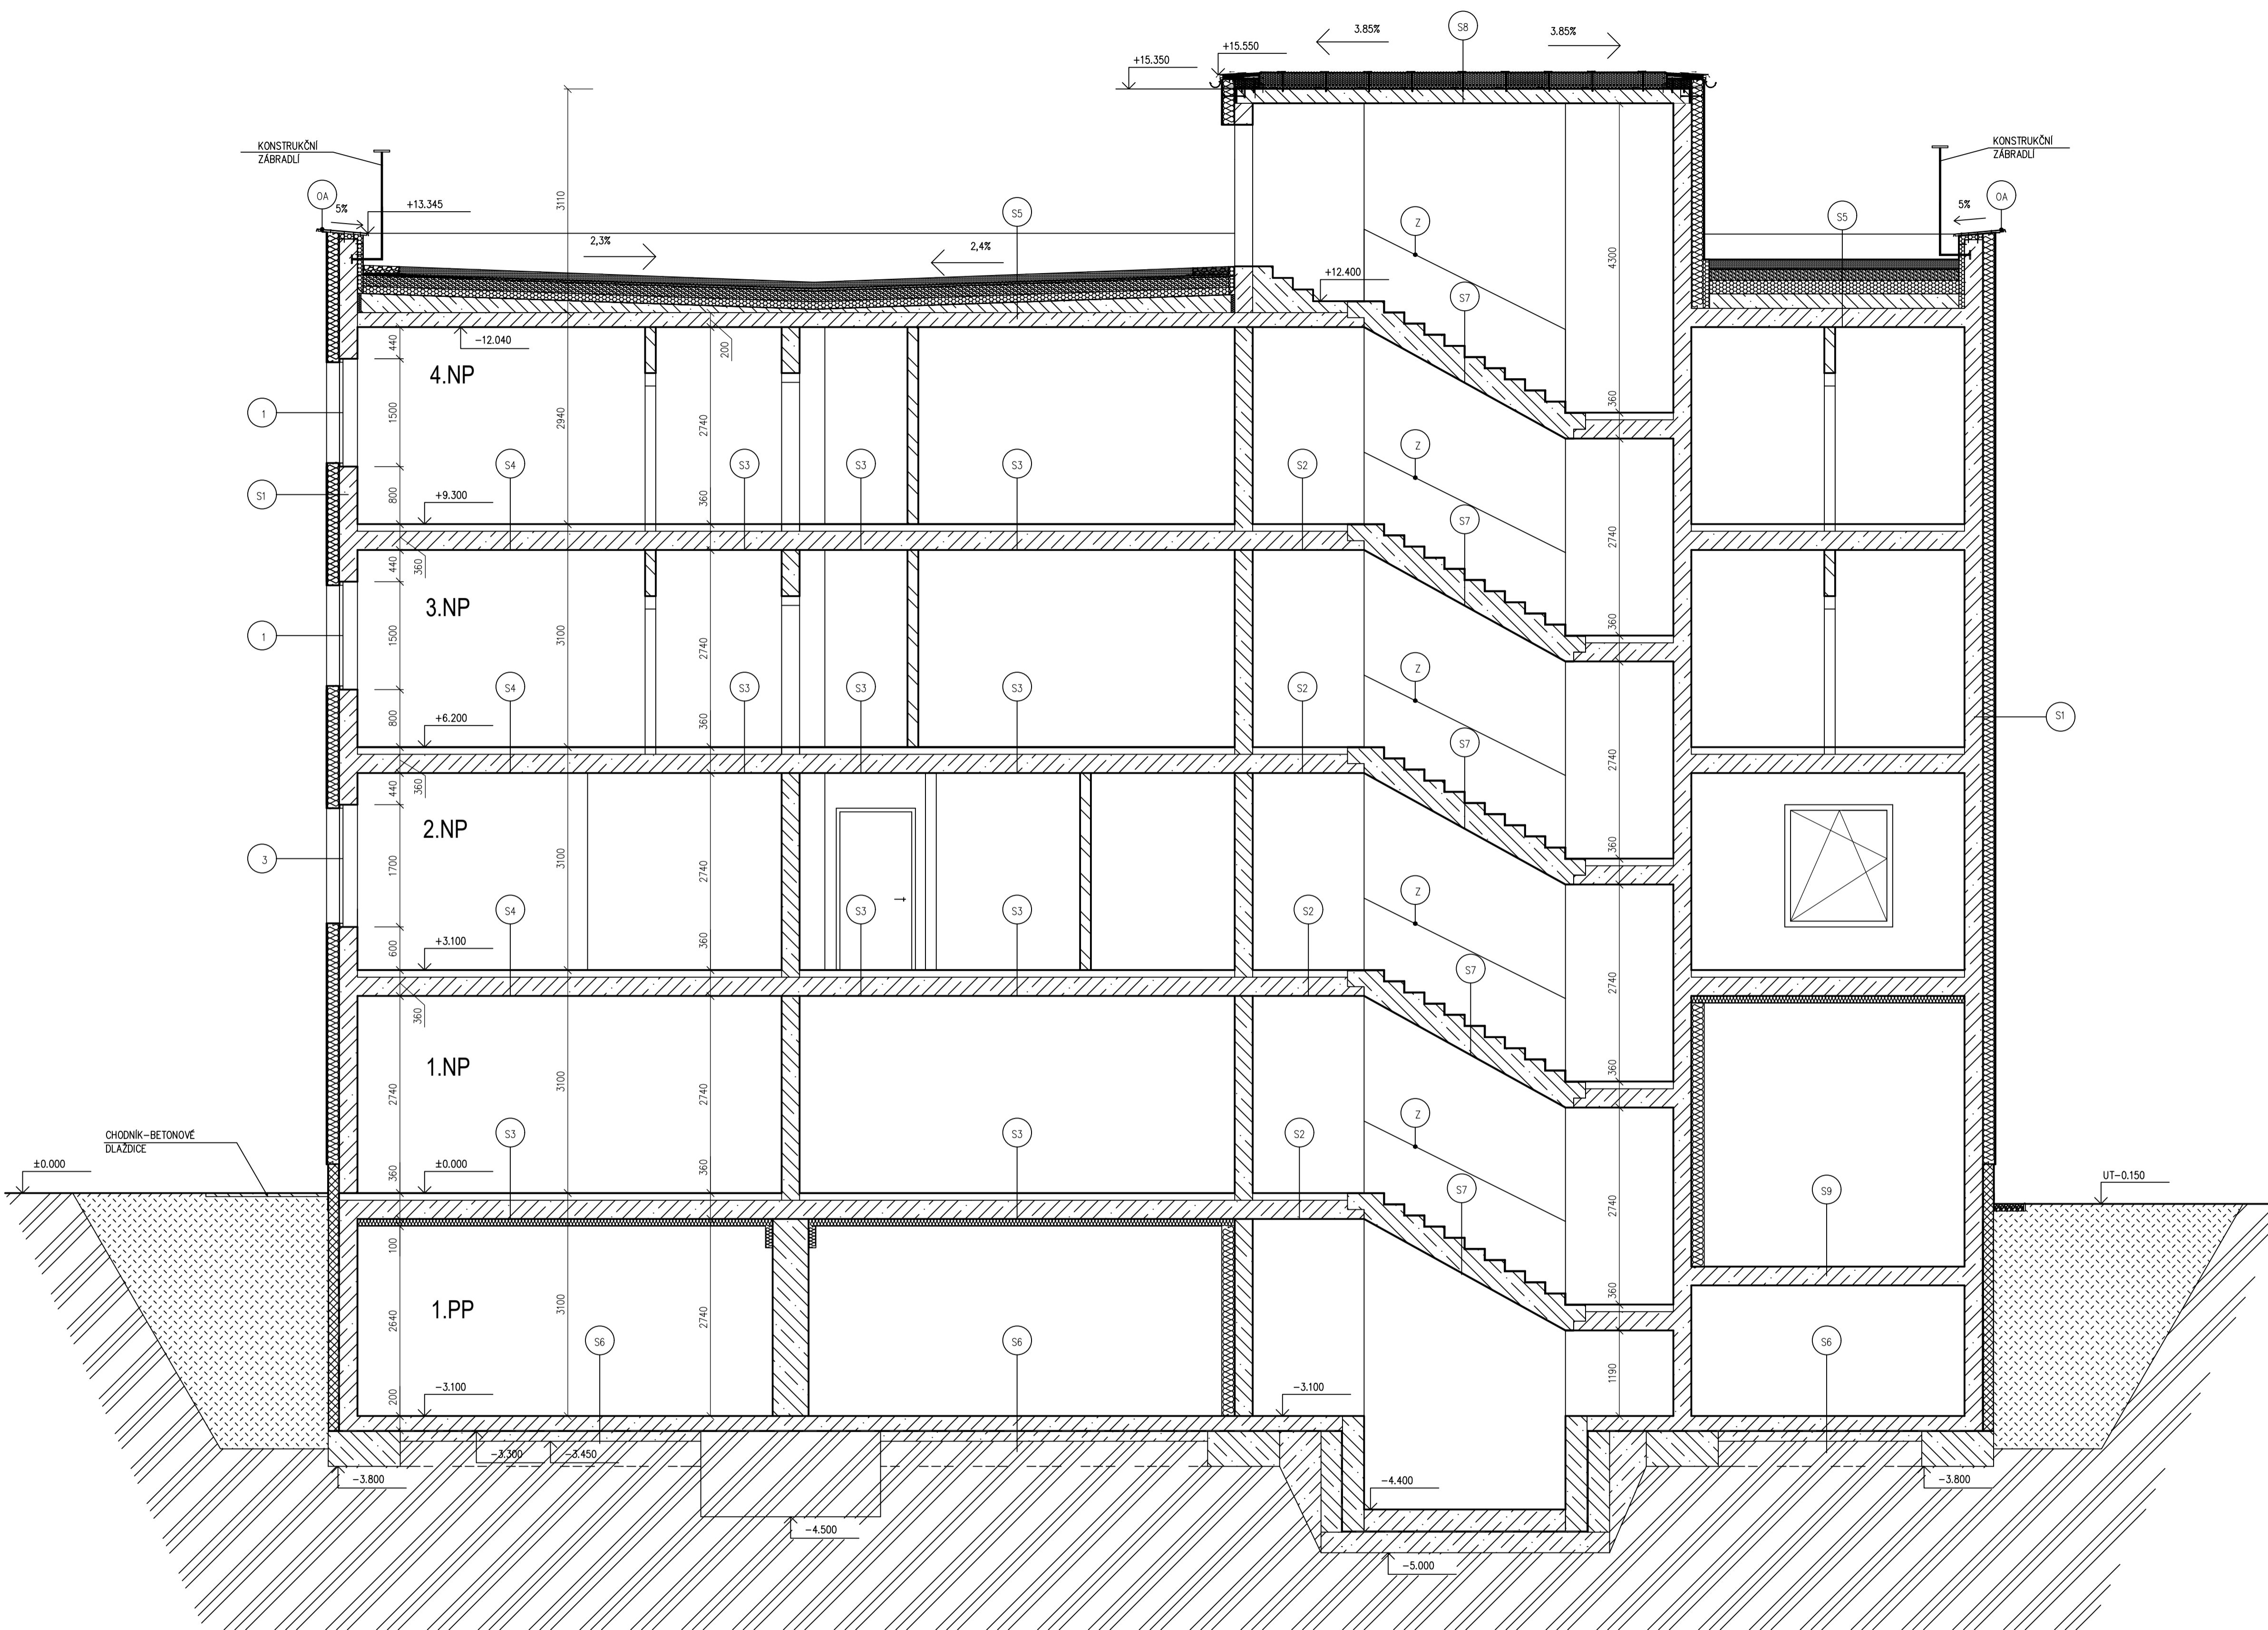 3.85%
S8
3.85%
+15.550
+15.350
KONSTRUKČNÍ
ZÁBRADLÍ
KONSTRUKČNÍ
ZÁBRADLÍ
OA
5%
+13.345
3110
S5
Z
S5
5%
OA
2,3%
2,4%
4300
+12.400
S7
440
-12.040
200
4.NP
1
1500
2940
2740
360
Z
S4
S3
S3
S3
S2
S1
800
+9.300
360
S7
2740
440
360
3.NP
1
1500
3100
2740
360
Z
S4
S3
S3
S3
S2
S1
800
+6.200
360
S7
2740
440
360
2.NP
3
1700
3100
2740
360
Z
S4
S3
S3
S2
600
+3.100
360
S7
2740
360
1.NP
2740
3100
2740
360
Z
CHODNÍK-BETONOVÉ
DLAŽDICE
S3
S3
S2
±0.000
360
±0.000
360
S7
S9
2740
UT-0.150
100
1.PP
2640
3100
2740
360
S6
S6
S6
1190
200
-3.100
-3.100
-3.300
-3.450
-3.800
-4.400
-3.800
-4.500
-5.000